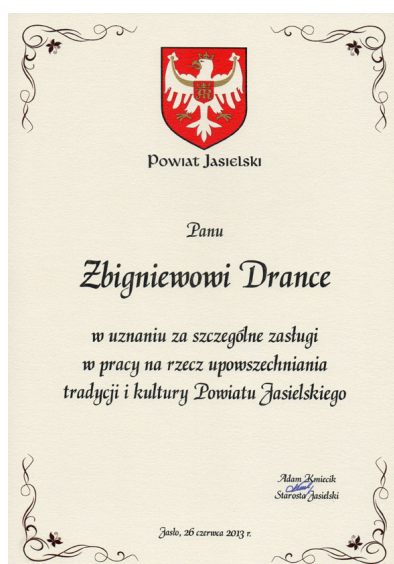 Powiat Jasielski
Panu
Zbigniewowi Drance
w uznaniu za szczególne zasługi
w pracy na rzecz upowszechniania
tradycji i kultury Powiatu Jasielskiego
Adam Kmiecik
Starosta Jasielski
Jasło, 26 czerwca 2013 r.